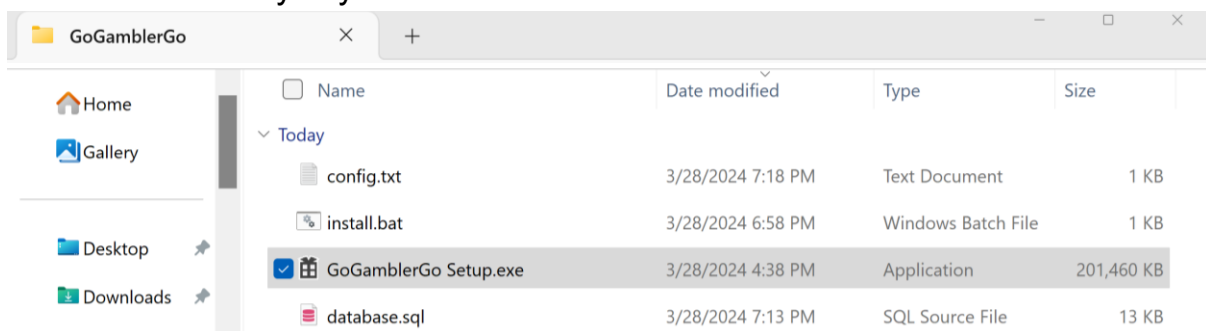 GoGamblerGo
Name Date modified Type Size
Home
Today
Gallery
config.txt 3/28/2024 7:18 PM Text Document 1 KB
install.bat 3/28/2024 6:58 PM Windows Batch File 1 KB
Desktop
GoGamblerGo Setup.exe 3/28/2024 4:38 PM Application 201,460 KB
Downloads
database.sql 3/28/2024 7:13 PM SQL Source File 13 KB